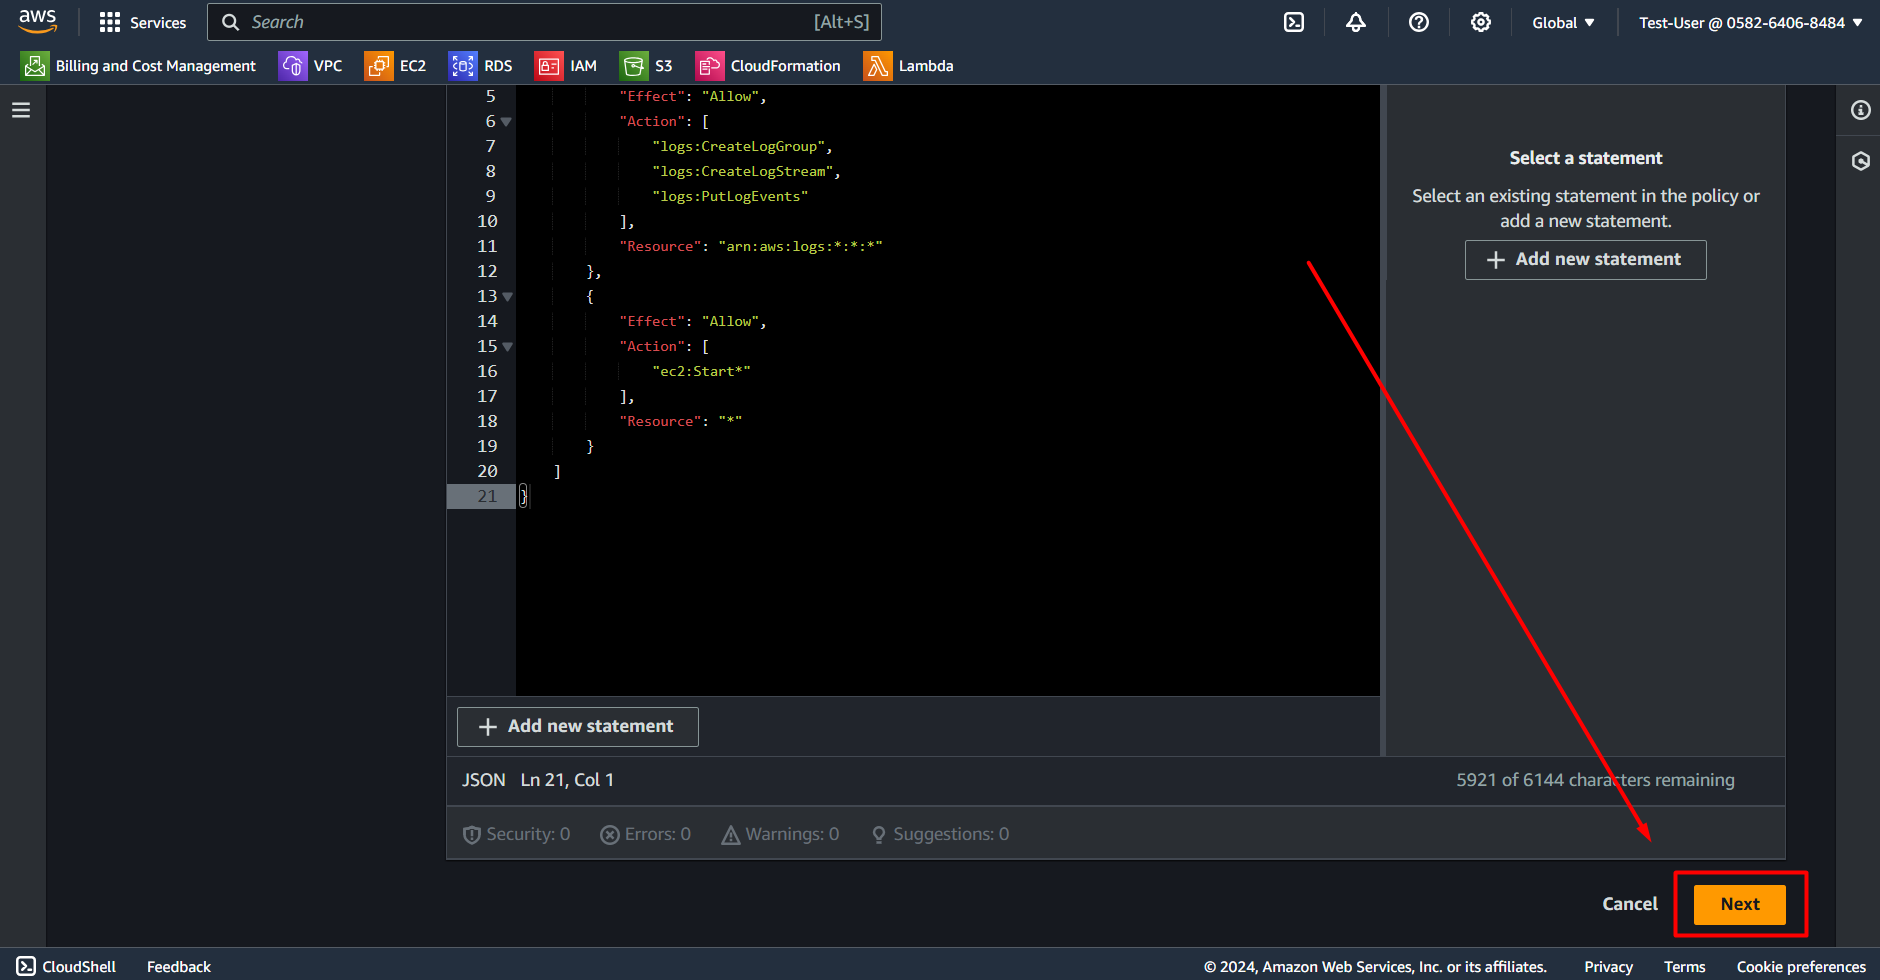 aws Services Search [Alt+S] Global Test-User @ 0582-6406-8484
Billing and Cost Management VPC EC2 RDS IAM S3 CloudFormation Lambda
5 "Effect": "Allow",
6 "Action": [
7 "logs:CreateLogGroup",
8 "logs:CreateLogStream",
9 "logs:PutLogEvents"
10 ],
11 "Resource": "arn:aws:logs:*:*:*"
12 },
13 {
14 "Effect": "Allow",
15 "Action": [
16 "ec2:Start*"
17 ],
18 "Resource": "*"
19 }
20 ]
21 }
Select a statement
Select an existing statement in the policy or
add a new statement.
+ Add new statement
+ Add new statement
JSON Ln 21, Col 1 5921 of 6144 characters remaining
Security: 0 Errors: 0 Warnings: 0 Suggestions: 0
Cancel Next
CloudShell Feedback © 2024, Amazon Web Services, Inc. or its affiliates. Privacy Terms Cookie preferences